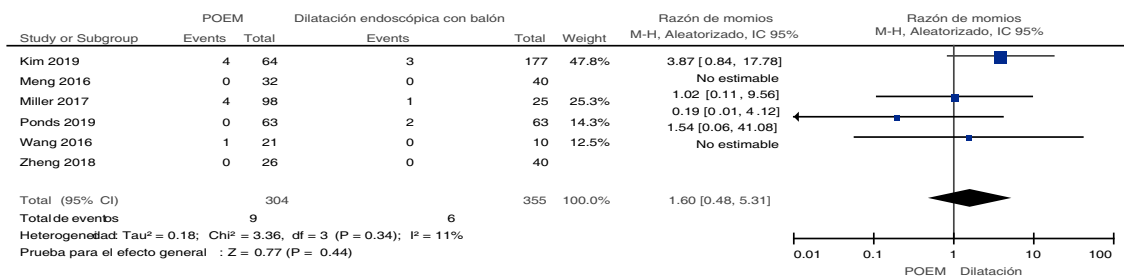 POEM Dilatación endoscópica con balón Razón de momios Razón de momios
Study or Subgroup Events Total Events Total Weight M-H, Aleatorizado, IC 95% M-H, Aleatorizado, IC 95%
Kim 2019 4 64 3 177 47.8% 3.87 [0.84, 17.78]
Meng 2016 0 32 0 40 No estimable
Miller 2017 4 98 1 25 25.3% 1.02 [0.11, 9.56]
Ponds 2019 0 63 2 63 14.3% 0.19 [0.01, 4.12]
Wang 2016 1 21 0 10 12.5% 1.54 [0.06, 41.08]
Zheng 2018 0 26 0 40 No estimable
Total (95% CI) 304 355 100.0% 1.60 [0.48, 5.31]
Total de eventos 9 6
Heterogeneidad: Tau² = 0.18; Chi² = 3.36, df = 3 (P = 0.34); I² = 11%
Prueba para el efecto general : Z = 0.77 (P = 0.44)
0.01 0.1 1 10 100
POEM Dilatación